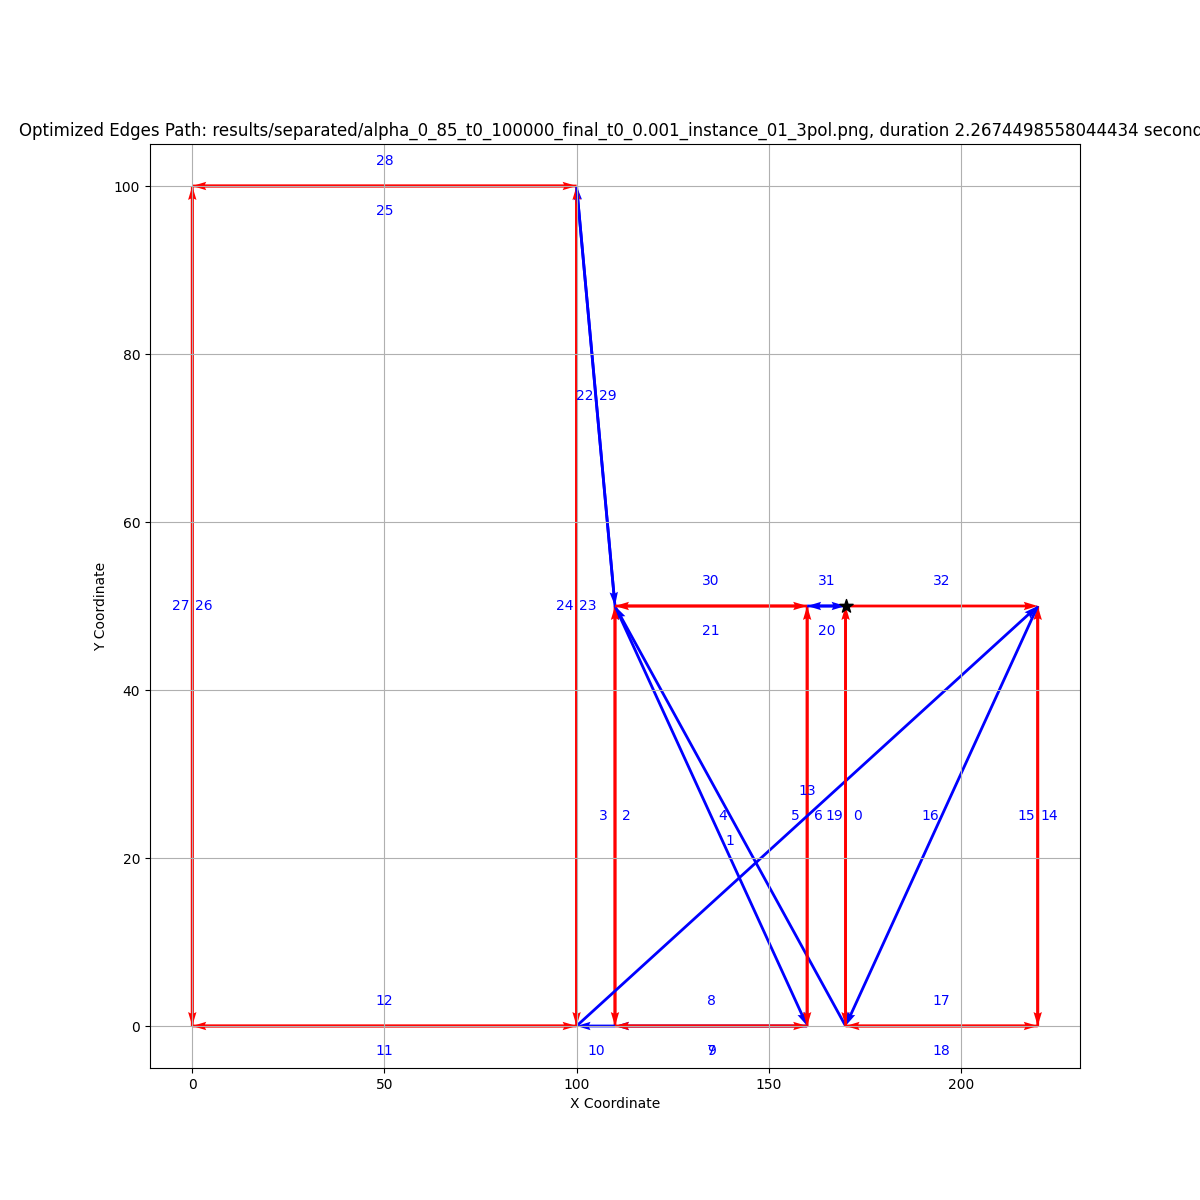 Optimized Edges Path: results/separated/alpha_0_85_t0_100000_final_t0_0.001_instance_01_3pol.png, duration 2.2674498558044434 second
28
100
25
80
22 29
60
30 31 32
27 26 24 23
21 20
Y Coordinate
40
13
3 2 4 5 6 19 0 16 15 14
1
20
12 8 17
0
11 10 7 9 18
0 50 100 150 200
X Coordinate